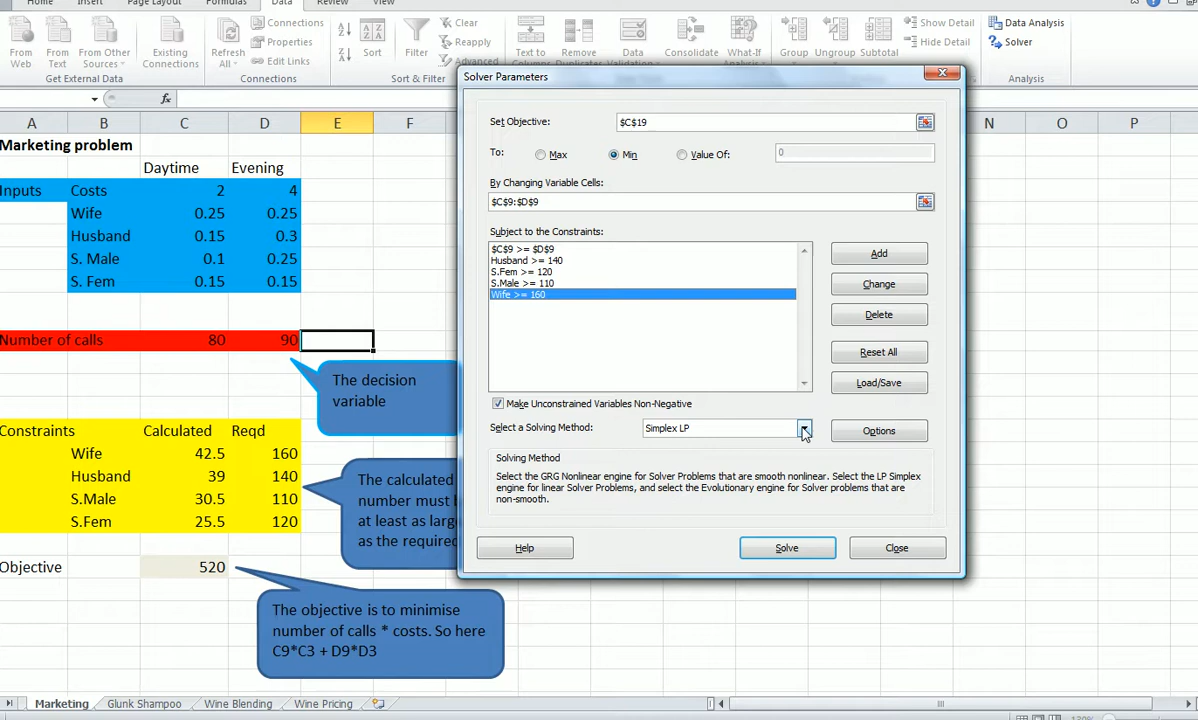 Home Insert Page Layout Formulas Data Review View
Connections
Properties
Edit Links
Clear
Reapply
Advanced
Show Detail
Hide Detail
Data Analysis
Solver
From Web
From Text
From Other Sources
Existing Connections
Refresh All
Sort
Filter
Text to
Remove
Data
Consolidate
What-If
Group
Ungroup
Subtotal
Get External Data
Connections
Sort & Filter
Analysis
fx
A B C D E F N O P
Marketing problem
Daytime Evening
Inputs Costs 2 4
Wife 0.25 0.25
Husband 0.15 0.3
S. Male 0.1 0.25
S. Fem 0.15 0.15
Number of calls 80 90
The decision
variable
Constraints Calculated Reqd
Wife 42.5 160
Husband 39 140
S.Male 30.5 110
S.Fem 25.5 120
The calculated
number must
at least as large
as the required
Objective 520
The objective is to minimise
number of calls * costs. So here
C9*C3 + D9*D3
Solver Parameters
Set Objective: $C$19
To: Max Min Value Of: 0
By Changing Variable Cells:
$C$9:$D$9
Subject to the Constraints:
$C$9 >= $D$9
Husband >= 140
S.Fem >= 120
S.Male >= 110
Wife >= 160
Add
Change
Delete
Reset All
Load/Save
Make Unconstrained Variables Non-Negative
Select a Solving Method: Simplex LP
Options
Solving Method
Select the GRG Nonlinear engine for Solver Problems that are smooth nonlinear. Select the LP Simplex
engine for linear Solver Problems, and select the Evolutionary engine for Solver problems that are
non-smooth.
Help
Solve
Close
Marketing Glunk Shampoo Wine Blending Wine Pricing
130%